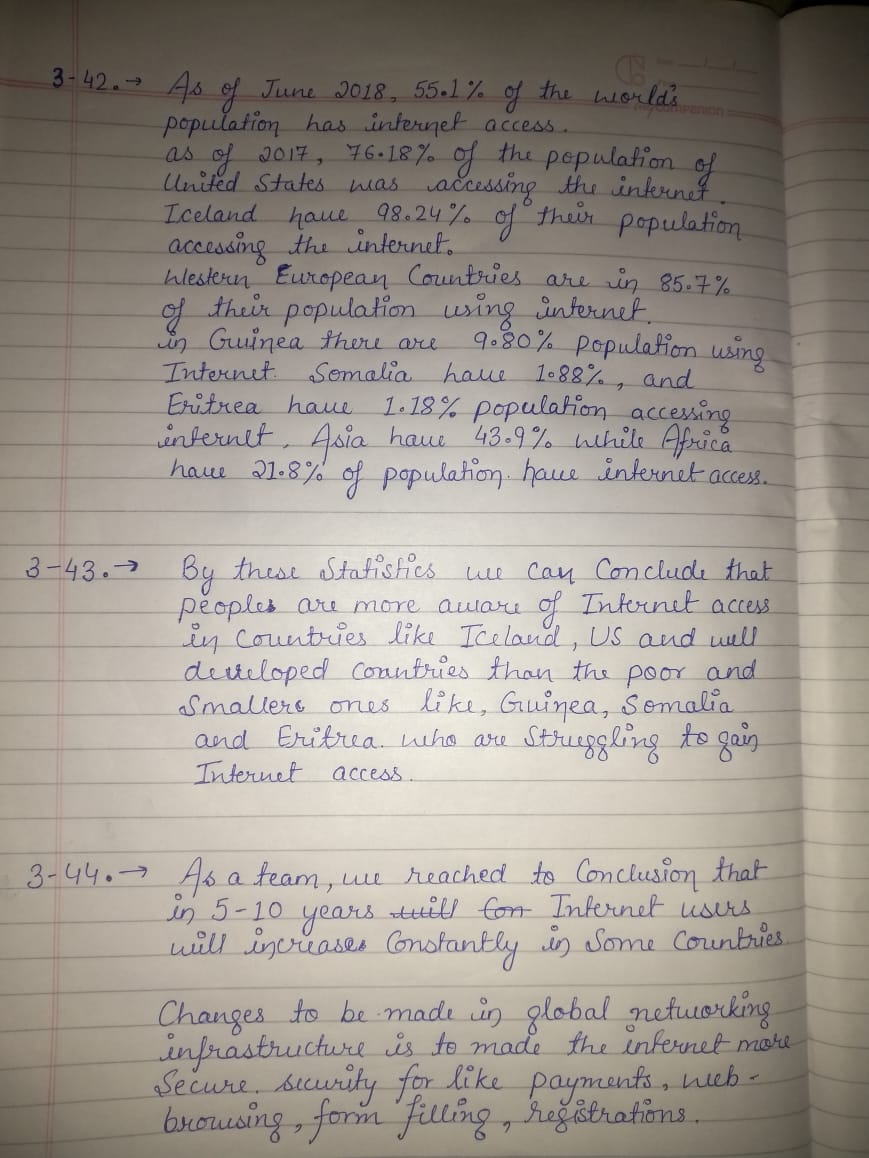 3-42.→ As of June 2018, 55.1% of the world's
population has internet access.
as of 2017, 76.18% of the population of
United States was accessing the internet.
Iceland have 98.24% of their population
accessing the internet.
Western European Countries are in 85.7%
of their population using internet.
in Guinea there are 9.80% population using
Internet. Somalia have 1.88%, and
Eritrea have 1.18% population accessing
internet, Asia have 43.9% while Africa
have 21.8% of population. have internet access.
3-43.→ By these Statistics we can Conclude that
peoples are more aware of Internet access
in Countries like Iceland, US and well
developed Countries than the poor and
Smallers ones like, Guinea, Somalia
and Eritrea. who are Struggling to gain
Internet access.
3-44.→ As a team, we reached to Conclusion that
in 5-10 years will Internet users
will increases Constantly in Some Countries.
Changes to be made in global networking
infrastructure is to made the internet more
Secure. security for like payments, web-
browsing, form filling, registrations.